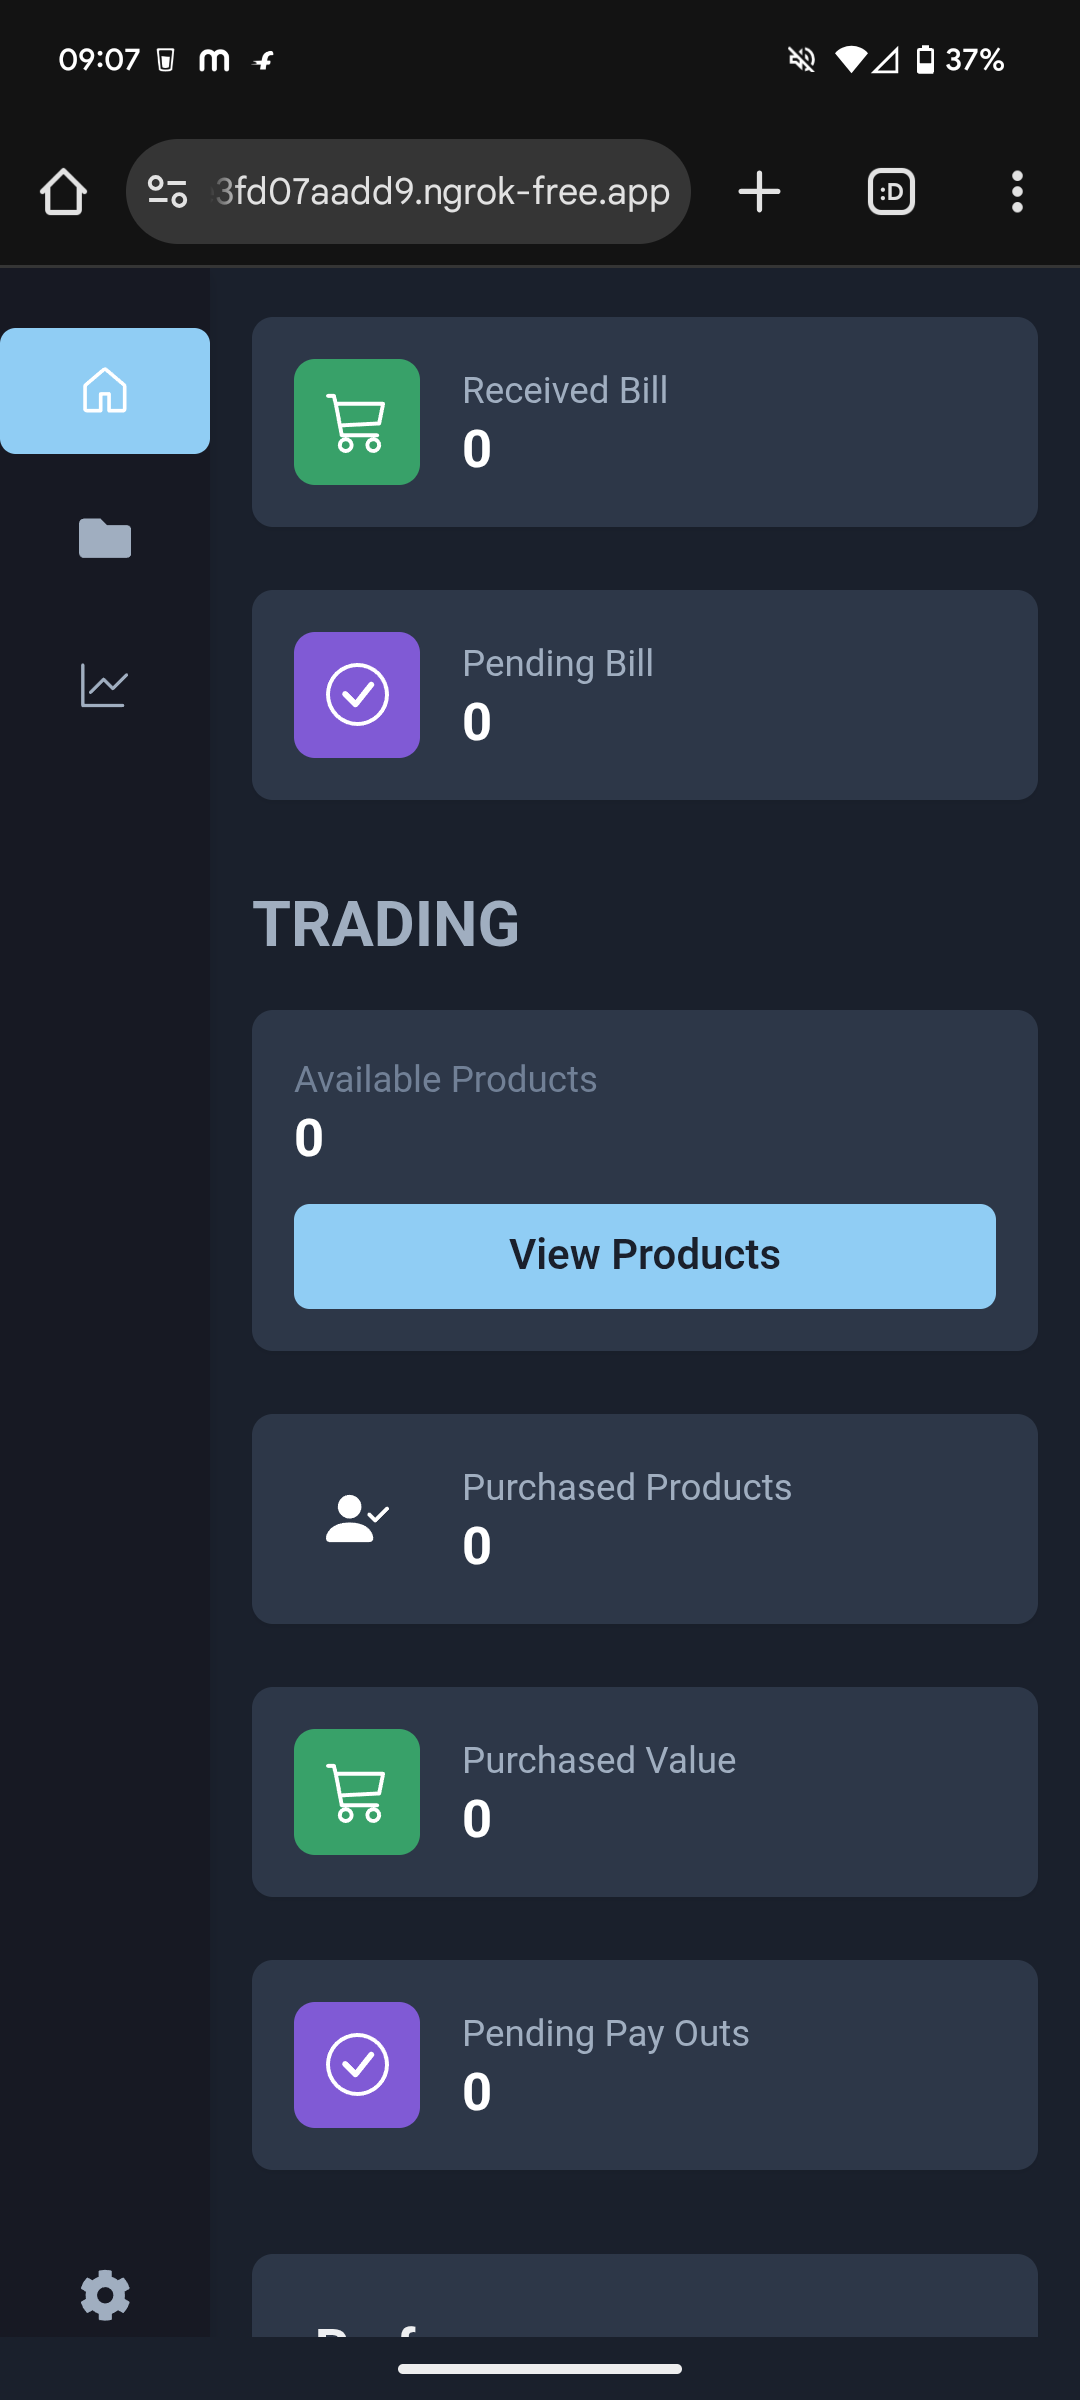 09:07
37%
3fd07aadd9.ngrok-free.app
:D
Received Bill
0
Pending Bill
0
TRADING
Available Products
0
View Products
Purchased Products
0
Purchased Value
0
Pending Pay Outs
0